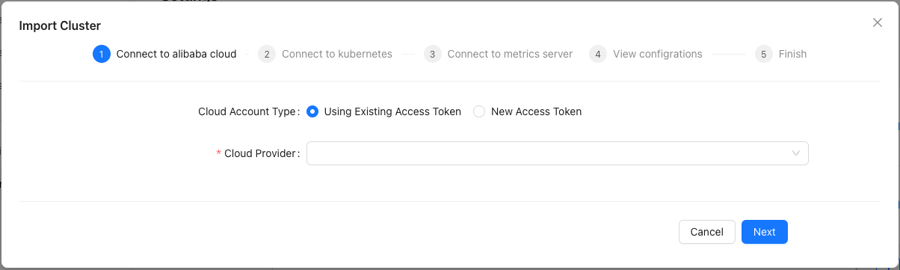 Import Cluster
1 Connect to alibaba cloud 2 Connect to kubernetes 3 Connect to metrics server 4 View configrations 5 Finish
Cloud Account Type: Using Existing Access Token New Access Token
* Cloud Provider:
Cancel Next